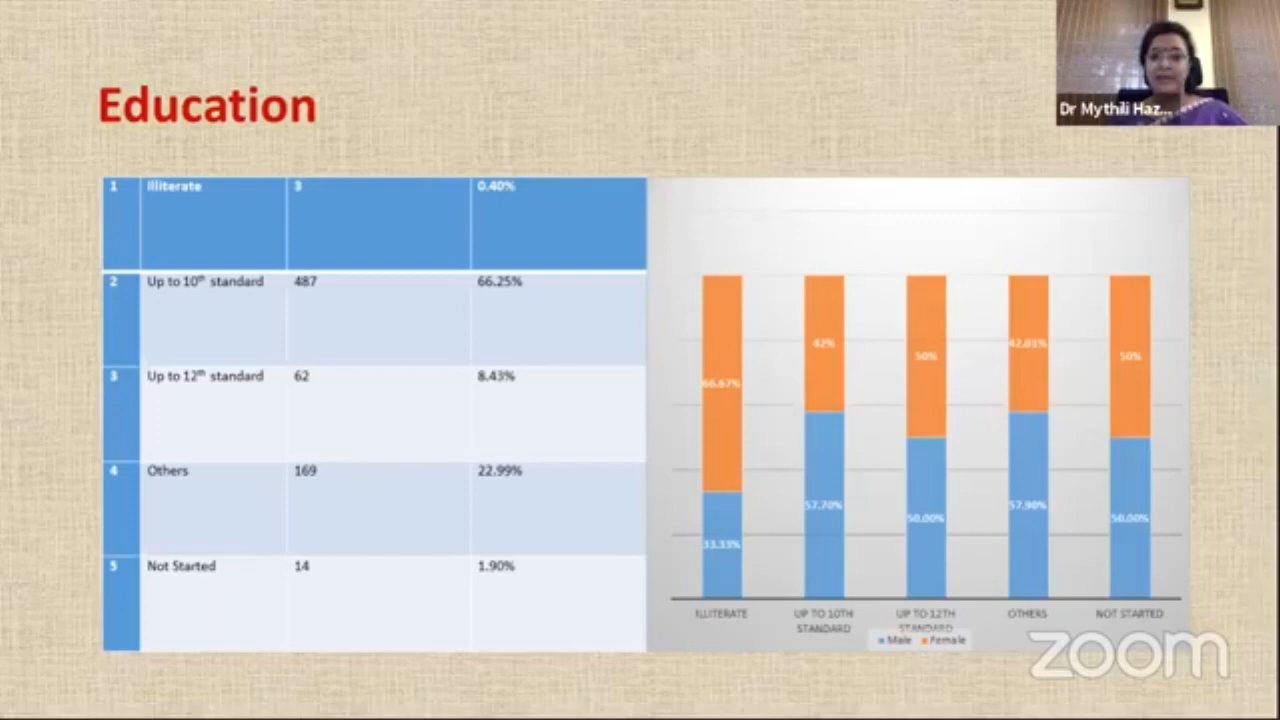 Dr Mythili Haz...
Education
1 Illiterate 3 0.40%
2 Up to 10th standard 487 66.25%
3 Up to 12th standard 62 8.43%
4 Others 169 22.99%
5 Not Started 14 1.90%
66.67% 42% 50% 42.01% 50%
33.33% 57.70% 50.00% 57.90% 50.00%
ILLITERATE UP TO 10TH STANDARD UP TO 12TH STANDARD OTHERS NOT STARTED
Male Female
zoom